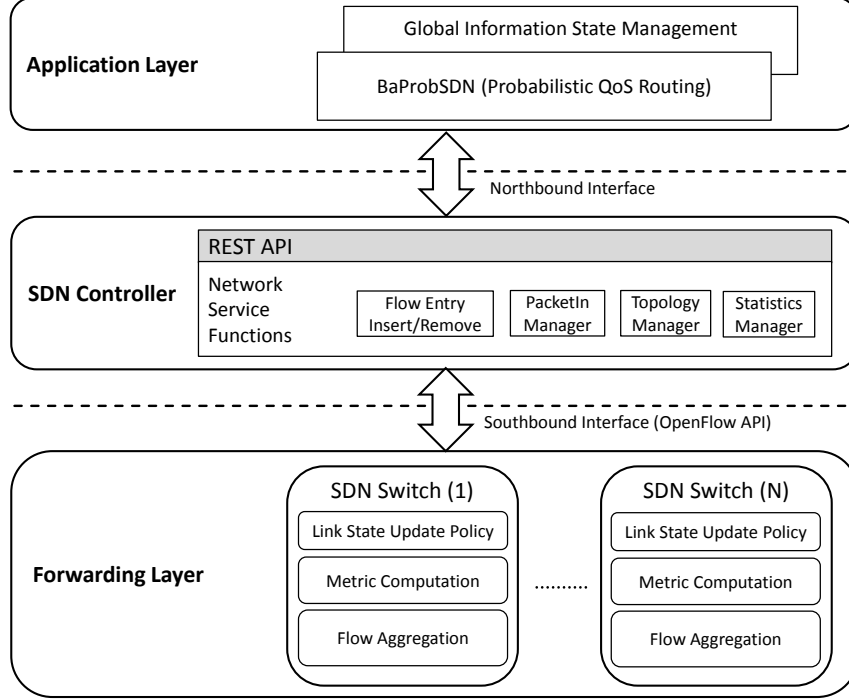 Global Information State Management
Application Layer
BaProbSDN (Probabilistic QoS Routing)
Northbound Interface
REST API
SDN Controller
Network
Service
Functions
Flow Entry
Insert/Remove
PacketIn
Manager
Topology
Manager
Statistics
Manager
Southbound Interface (OpenFlow API)
Forwarding Layer
SDN Switch (1)
Link State Update Policy
Metric Computation
Flow Aggregation
..........
SDN Switch (N)
Link State Update Policy
Metric Computation
Flow Aggregation